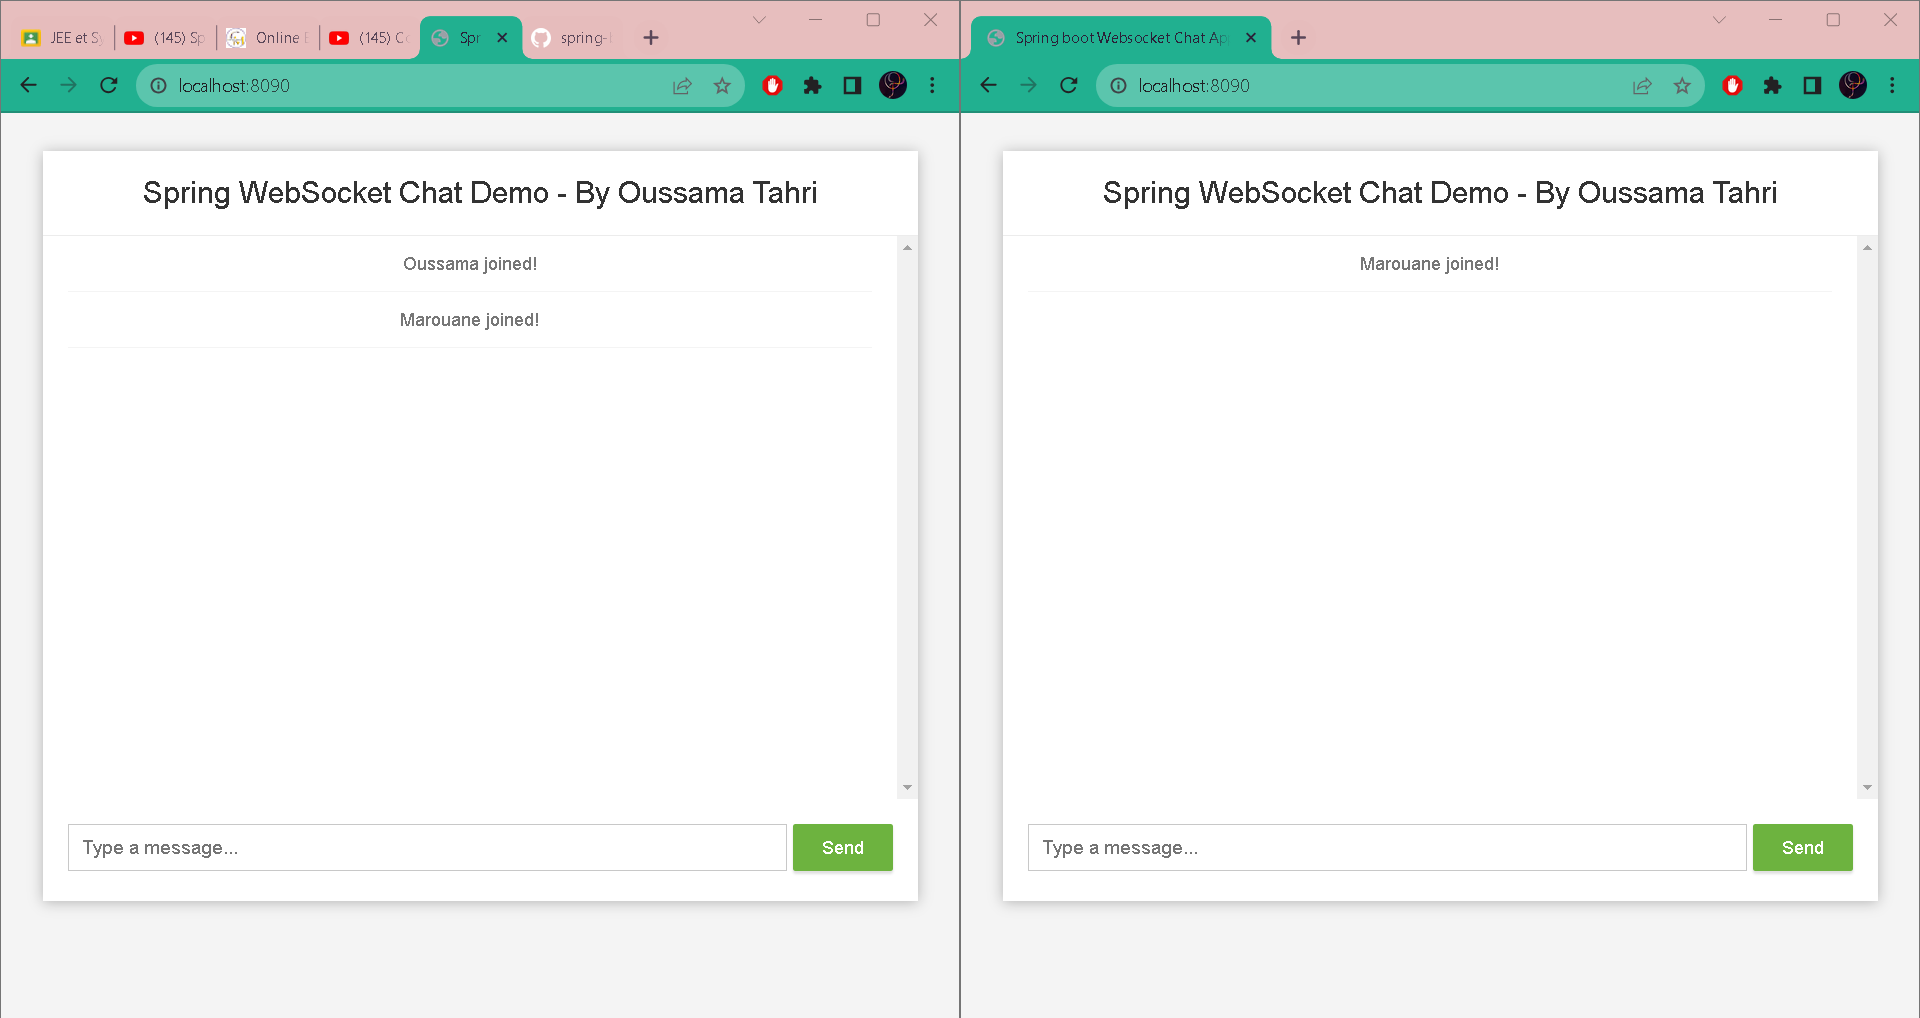 JEE et Sy
(145) Sp
Online E
(145) Co
Spr
spring-
localhost:8090
Spring WebSocket Chat Demo - By Oussama Tahri
Oussama joined!
Marouane joined!
Type a message...
Send
Spring boot Websocket Chat Ap
localhost:8090
Spring WebSocket Chat Demo - By Oussama Tahri
Marouane joined!
Type a message...
Send